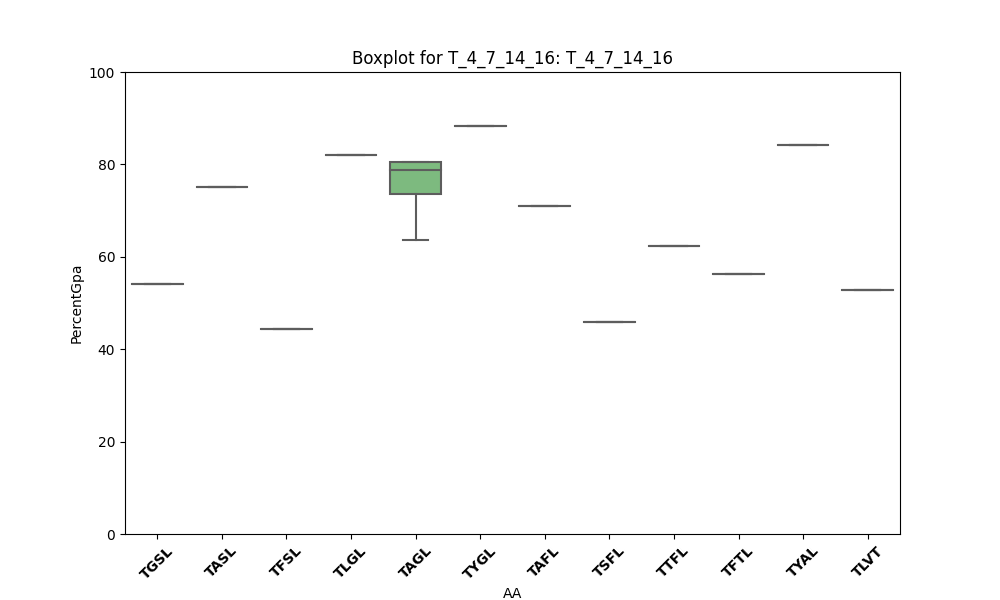 Boxplot for T_4_7_14_16: T_4_7_14_16
100
80
60
40
20
0
PercentGpa
TGSL TASL TFSL TLGL TAGL TYGL TAFL TSFL TTFL TFTL TYAL TLVT
AA